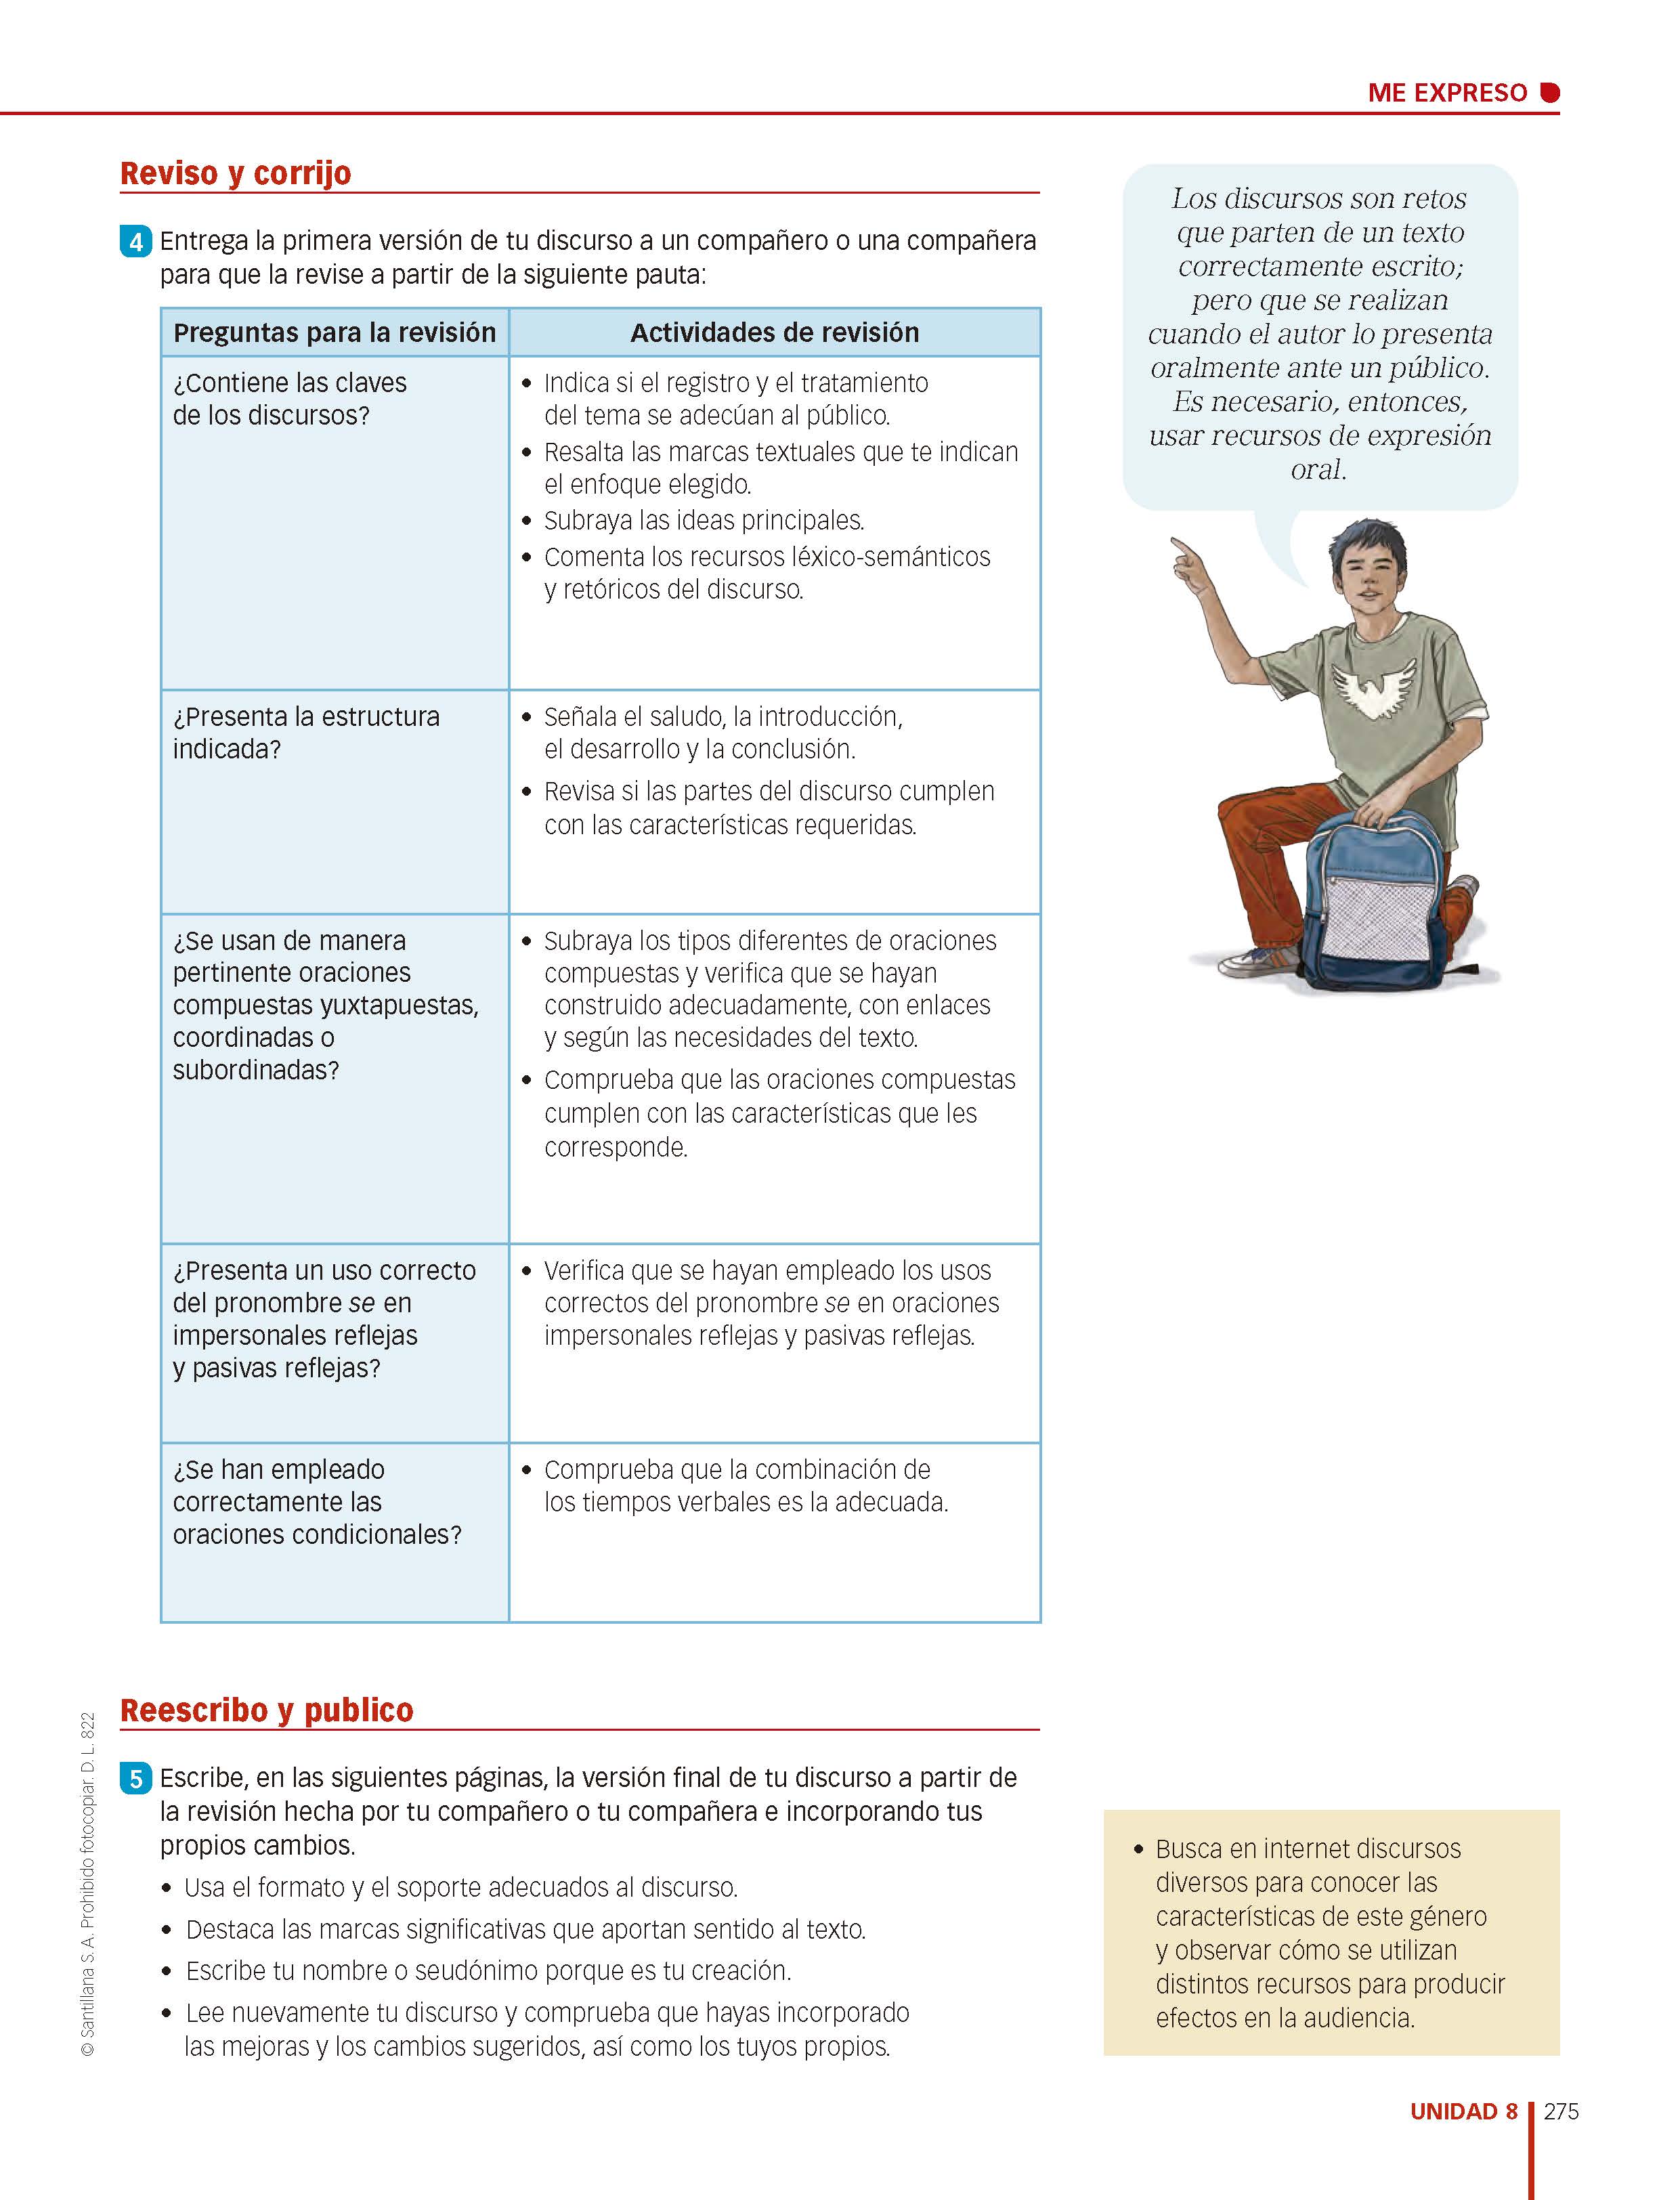 ME EXPRESO
Reviso y corrijo
4 Entrega la primera versión de tu discurso a un compañero o una compañera
para que la revise a partir de la siguiente pauta:
Preguntas para la revisión
Actividades de revisión
¿Contiene las claves
de los discursos?
• Indica si el registro y el tratamiento
del tema se adecúan al público.
• Resalta las marcas textuales que te indican
el enfoque elegido.
• Subraya las ideas principales.
• Comenta los recursos léxico-semánticos
y retóricos del discurso.
¿Presenta la estructura
indicada?
• Señala el saludo, la introducción,
el desarrollo y la conclusión.
• Revisa si las partes del discurso cumplen
con las características requeridas.
¿Se usan de manera
pertinente oraciones
compuestas yuxtapuestas,
coordinadas o
subordinadas?
• Subraya los tipos diferentes de oraciones
compuestas y verifica que se hayan
construido adecuadamente, con enlaces
y según las necesidades del texto.
• Comprueba que las oraciones compuestas
cumplen con las características que les
corresponde.
¿Presenta un uso correcto
del pronombre se en
impersonales reflejas
y pasivas reflejas?
• Verifica que se hayan empleado los usos
correctos del pronombre se en oraciones
impersonales reflejas y pasivas reflejas.
¿Se han empleado
correctamente las
oraciones condicionales?
• Comprueba que la combinación de
los tiempos verbales es la adecuada.
Los discursos son retos
que parten de un texto
correctamente escrito;
pero que se realizan
cuando el autor lo presenta
oralmente ante un público.
Es necesario, entonces,
usar recursos de expresión
oral.
Reescribo y publico
5 Escribe, en las siguientes páginas, la versión final de tu discurso a partir de
la revisión hecha por tu compañero o tu compañera e incorporando tus
propios cambios.
• Usa el formato y el soporte adecuados al discurso.
• Destaca las marcas significativas que aportan sentido al texto.
• Escribe tu nombre o seudónimo porque es tu creación.
• Lee nuevamente tu discurso y comprueba que hayas incorporado
las mejoras y los cambios sugeridos, así como los tuyos propios.
• Busca en internet discursos
diversos para conocer las
características de este género
y observar cómo se utilizan
distintos recursos para producir
efectos en la audiencia.
© Santillana S. A. Prohibido fotocopiar. D. L. 822
UNIDAD 8 275